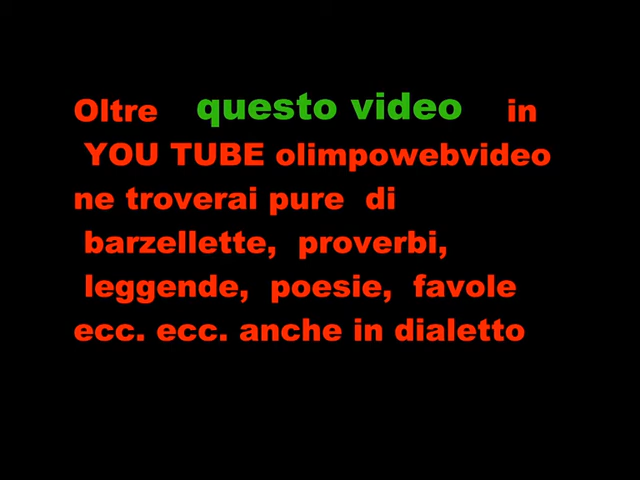 Oltre questo video in
YOU TUBE olimpowebvideo
ne troverai pure di
barzellette, proverbi,
leggende, poesie, favole
ecc. ecc. anche in dialetto